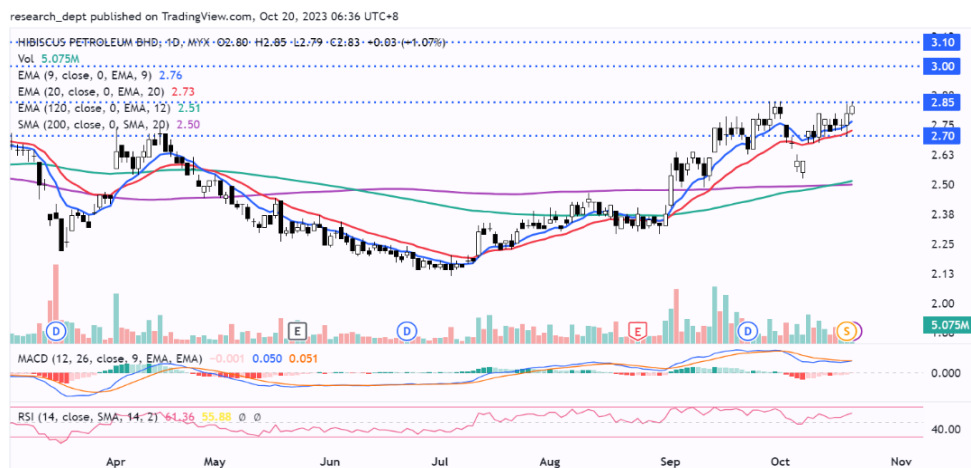 research_dept published on TradingView.com, Oct 20, 2023 06:36 UTC+8
HIBISCUS PETROLEUM BHD, 1D, MYX O2.80 H2.85 L2.79 C2.83 +0.03 (+1.07%)
3.10
Vol 5.075M
3.00
EMA (9, close, 0, EMA, 9) 2.76
EMA (20, close, 0, EMA, 20) 2.73
2.85
EMA (120, close, 0, EMA, 12) 2.51
SMA (200, close, 0, SMA, 20) 2.50
2.75
2.70
2.63
2.50
2.38
2.25
2.13
2.00
5.075M
D E D E D S
MACD (12, 26, close, 9, EMA, EMA) -0.001 0.050 0.051
0.000
RSI (14, close, SMA, 14, 2) 61.36 55.88 Ø Ø
40.00
Apr May Jun Jul Aug Sep Oct Nov